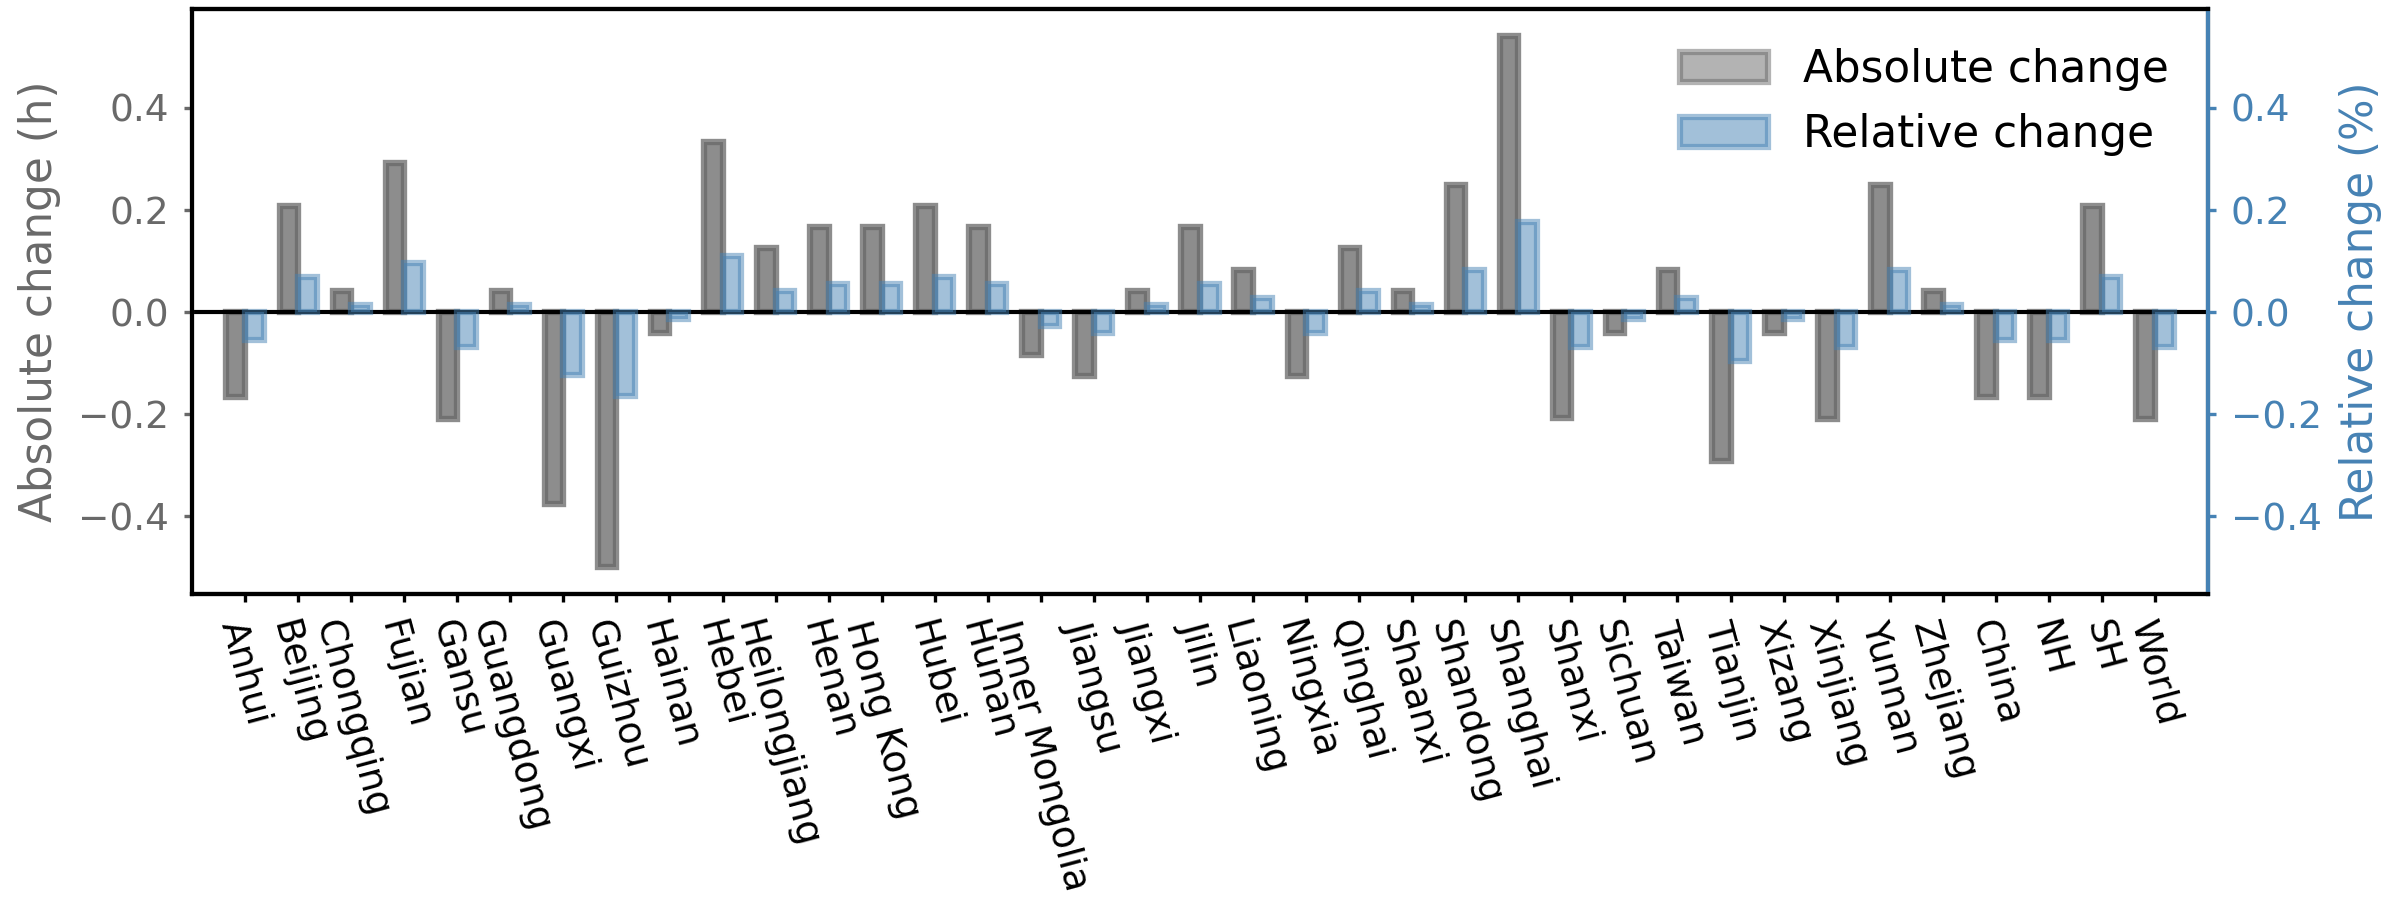 Absolute change (h)
0.4
0.2
0.0
−0.2
−0.4
Absolute change
Relative change
0.4
0.2
0.0
−0.2
−0.4
Relative change (%)
Anhui
Beijing
Chongqing
Fujian
Gansu
Guangdong
Guangxi
Guizhou
Hainan
Hebei
Heilongjiang
Henan
Hong Kong
Hubei
Hunan
Inner Mongolia
Jiangsu
Jiangxi
Jilin
Liaoning
Ningxia
Qinghai
Shaanxi
Shandong
Shanghai
Shanxi
Sichuan
Taiwan
Tianjin
Xizang
Xinjiang
Yunnan
Zhejiang
China
NH
SH
World